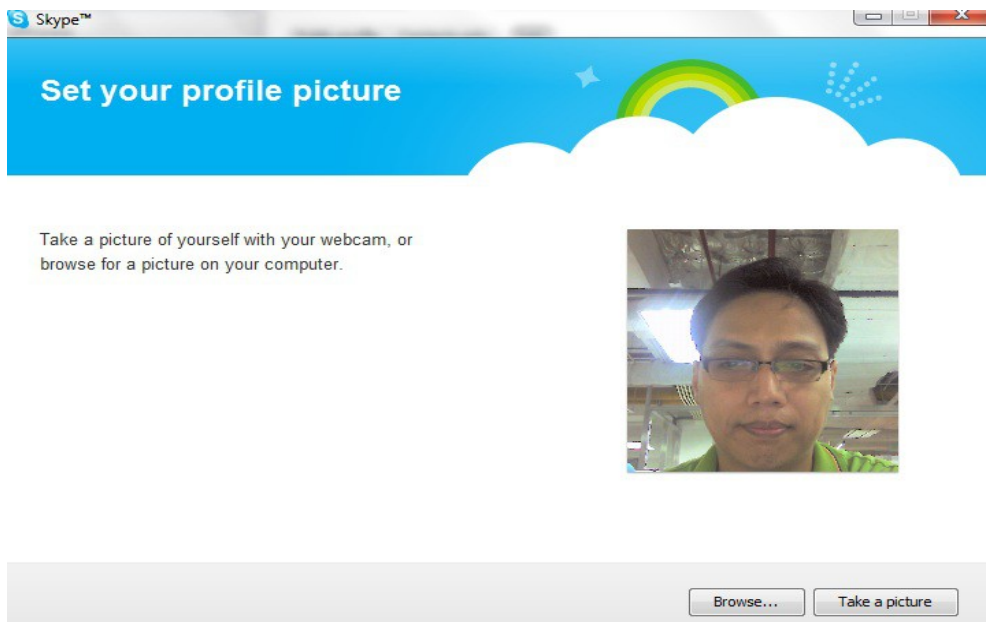 Skype™
Set your profile picture
Take a picture of yourself with your webcam, or
browse for a picture on your computer.
Browse...
Take a picture